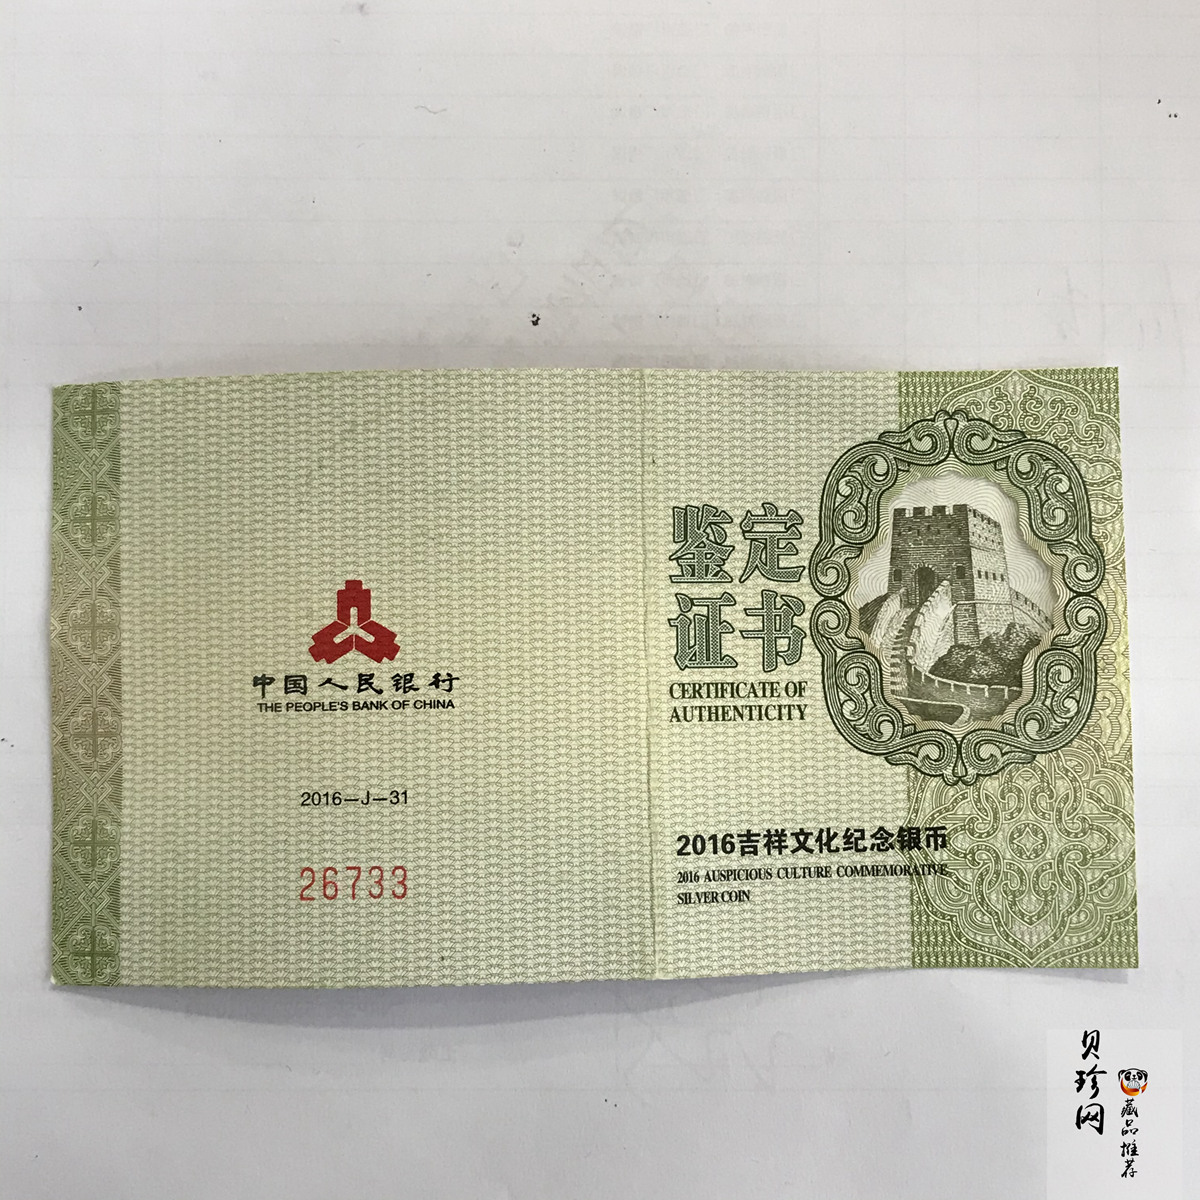 中国人民银行
THE PEOPLE'S BANK OF CHINA
2016—J—31
26733
鉴定
证书
CERTIFICATE OF
AUTHENTICITY
2016吉祥文化纪念银币
2016 AUSPICIOUS CULTURE COMMEMORATIVE
SILVER COIN
贝珍网
藏品推荐